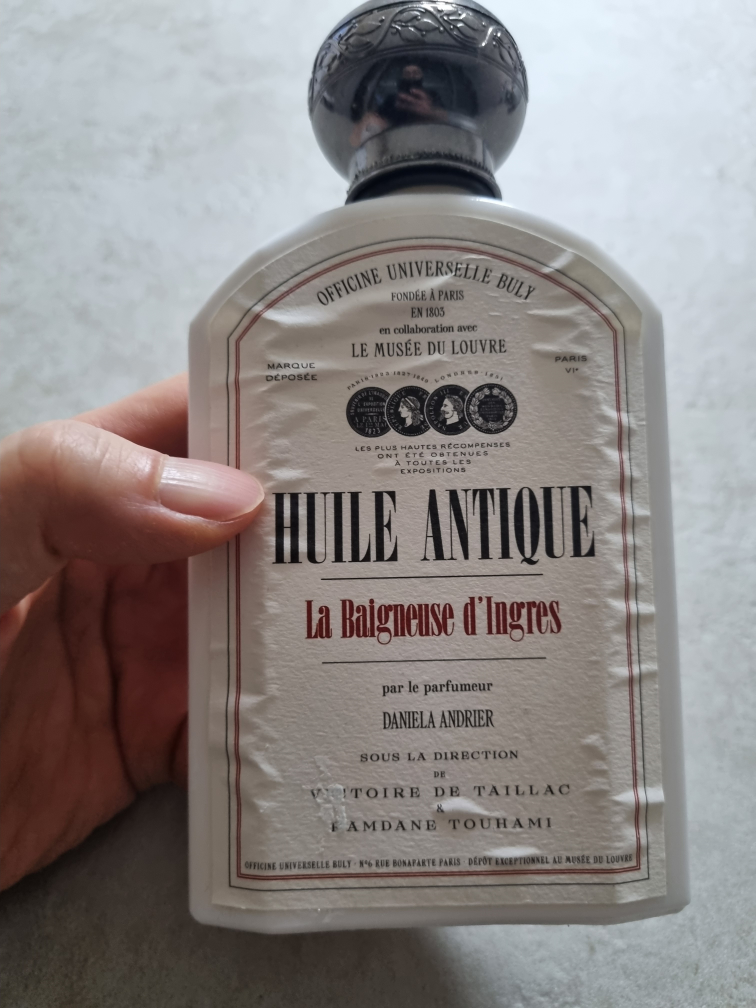 OFFICINE UNIVERSELLE BULY
FONDÉE À PARIS
EN 1803
en collaboration avec
LE MUSÉE DU LOUVRE
MARQUE
DÉPOSÉE
PARIS
VIe
LES PLUS HAUTES RÉCOMPENSES
ONT ÉTÉ OBTENUES
À TOUTES LES
EXPOSITIONS
HUILE ANTIQUE
La Baigneuse d'Ingres
par le parfumeur
DANIELA ANDRIER
SOUS LA DIRECTION
DE
DE TAILLAC
&
TOUHAMI
OFFICINE UNIVERSELLE BULY · N°6 RUE BONAPARTE PARIS · DÉPÔT EXCEPTIONNEL AU MUSÉE DU LOUVRE